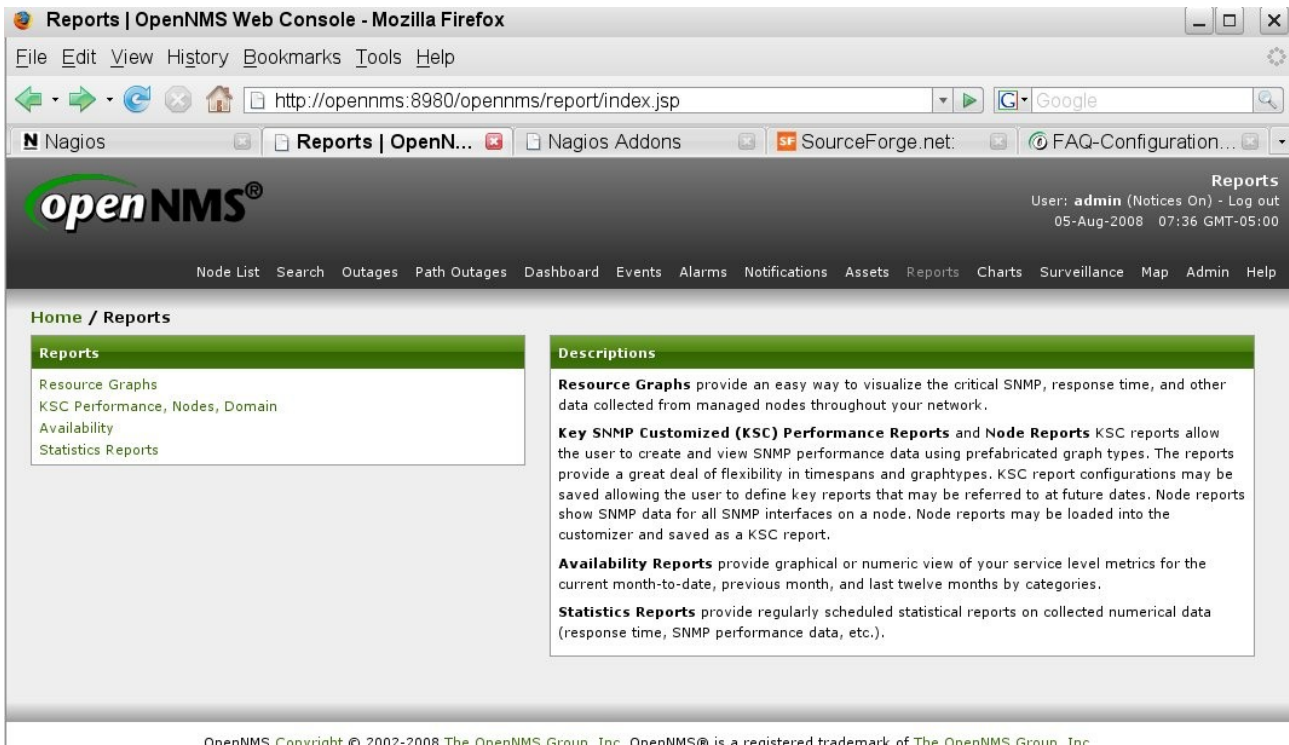 Reports | OpenNMS Web Console - Mozilla Firefox
File Edit View History Bookmarks Tools Help
http://opennms:8980/opennms/report/index.jsp
G Google
N Nagios
Reports | OpenN...
Nagios Addons
SF SourceForge.net:
FAQ-Configuration...
openNMS®
Reports
User: admin (Notices On) - Log out
05-Aug-2008 07:36 GMT-05:00
Node List Search Outages Path Outages Dashboard Events Alarms Notifications Assets Reports Charts Surveillance Map Admin Help
Home / Reports
Reports
Resource Graphs
KSC Performance, Nodes, Domain
Availability
Statistics Reports
Descriptions
Resource Graphs provide an easy way to visualize the critical SNMP, response time, and other
data collected from managed nodes throughout your network.
Key SNMP Customized (KSC) Performance Reports and Node Reports KSC reports allow
the user to create and view SNMP performance data using prefabricated graph types. The reports
provide a great deal of flexibility in timespans and graphtypes. KSC report configurations may be
saved allowing the user to define key reports that may be referred to at future dates. Node reports
show SNMP data for all SNMP interfaces on a node. Node reports may be loaded into the
customizer and saved as a KSC report.
Availability Reports provide graphical or numeric view of your service level metrics for the
current month-to-date, previous month, and last twelve months by categories.
Statistics Reports provide regularly scheduled statistical reports on collected numerical data
(response time, SNMP performance data, etc.).
OpenNMS Copyright © 2002-2008 The OpenNMS Group, Inc. OpenNMS® is a registered trademark of The OpenNMS Group, Inc.